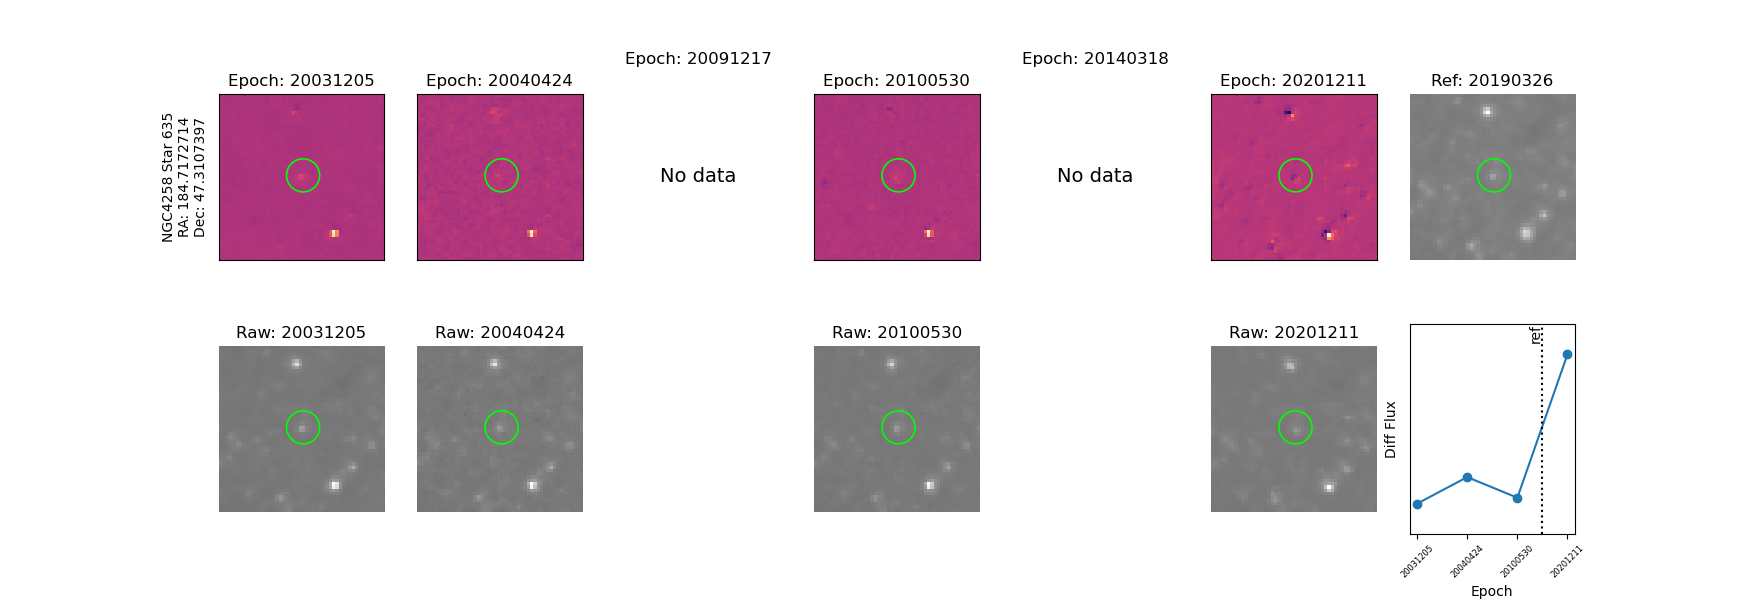 Epoch: 20031205
Epoch: 20040424
Epoch: 20091217
Epoch: 20100530
Epoch: 20140318
Epoch: 20201211
Ref: 20190326
NGC4258 Star 635
RA: 184.7172714
Dec: 47.3107397
No data
No data
Raw: 20031205
Raw: 20040424
Raw: 20100530
Raw: 20201211
ref
Diff Flux
20031205
20040424
20100530
20201211
Epoch